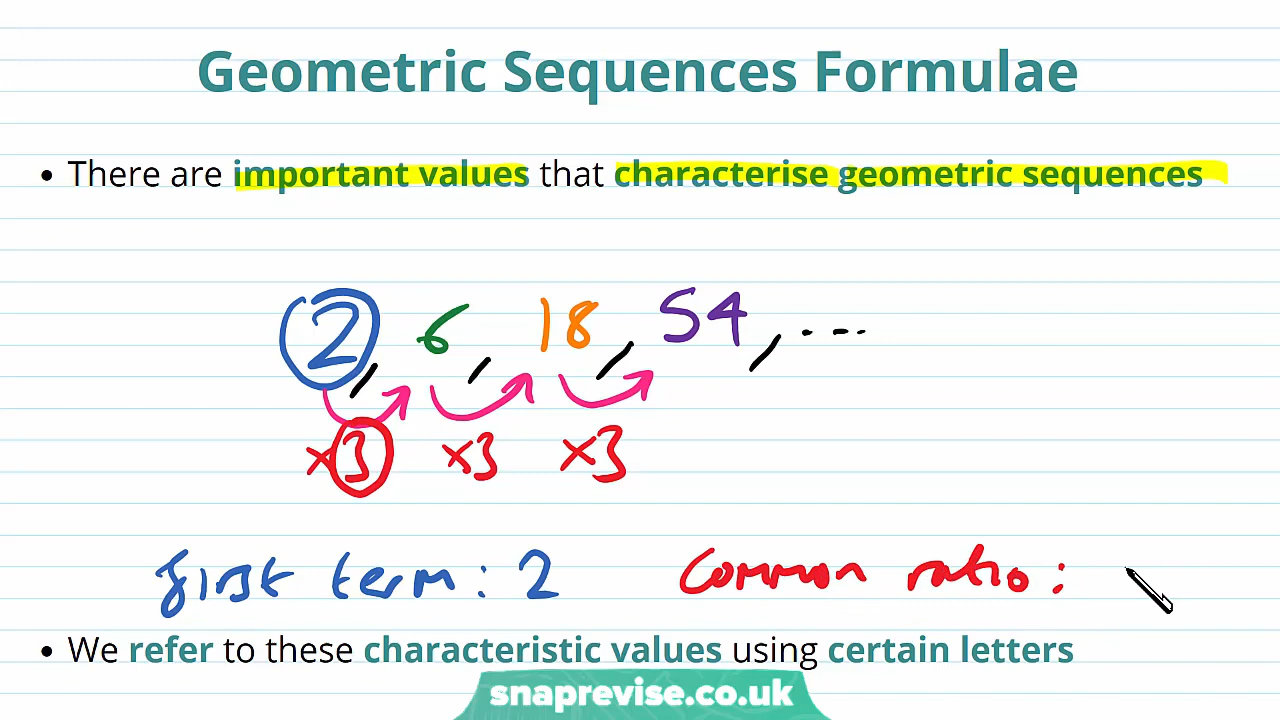 Geometric Sequences Formulae
• There are important values that characterise geometric sequences
2, 6, 18, 54, ...
×3 ×3 ×3
first term: 2 Common ratio:
• We refer to these characteristic values using certain letters
snaprevise.co.uk